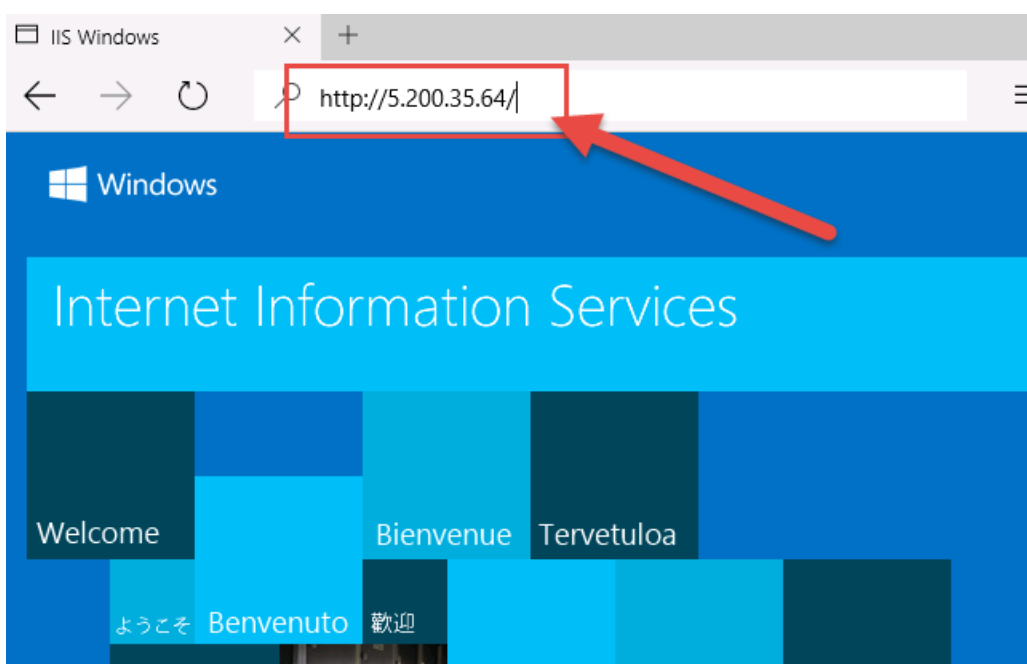 IIS Windows
http://5.200.35.64/
Windows
Internet Information Services
Welcome
Bienvenue
Tervetuloa
ようこそ
Benvenuto
歡迎